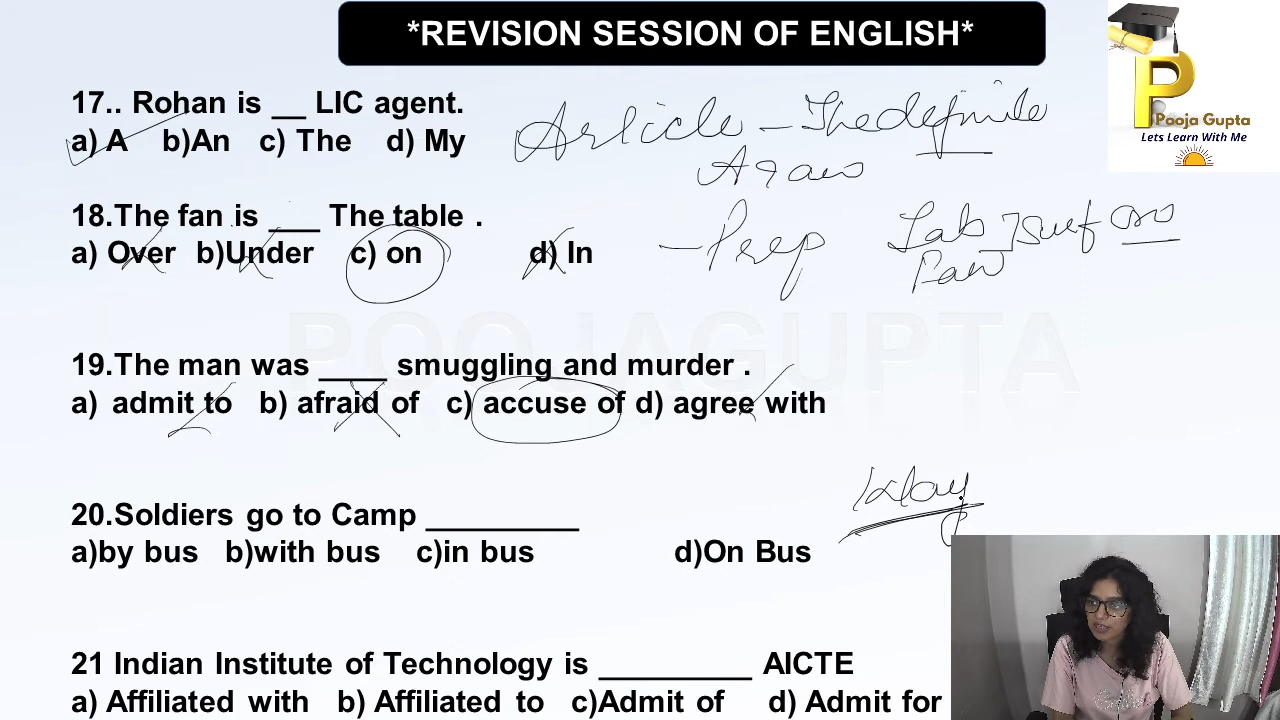 *REVISION SESSION OF ENGLISH*
P
Pooja Gupta
Lets Learn With Me
17.. Rohan is __ LIC agent.
a) A b)An c) The d) My
Article – The definite
18.The fan is ___ The table .
a) Over b)Under c) on d) In
– Prep
POOJAGUPTA
19.The man was ____ smuggling and murder .
a) admit to b) afraid of c) accuse of d) agree with
20.Soldiers go to Camp _________
a)by bus b)with bus c)in bus d)On Bus
21 Indian Institute of Technology is _________ AICTE
a) Affiliated with b) Affiliated to c)Admit of d) Admit for